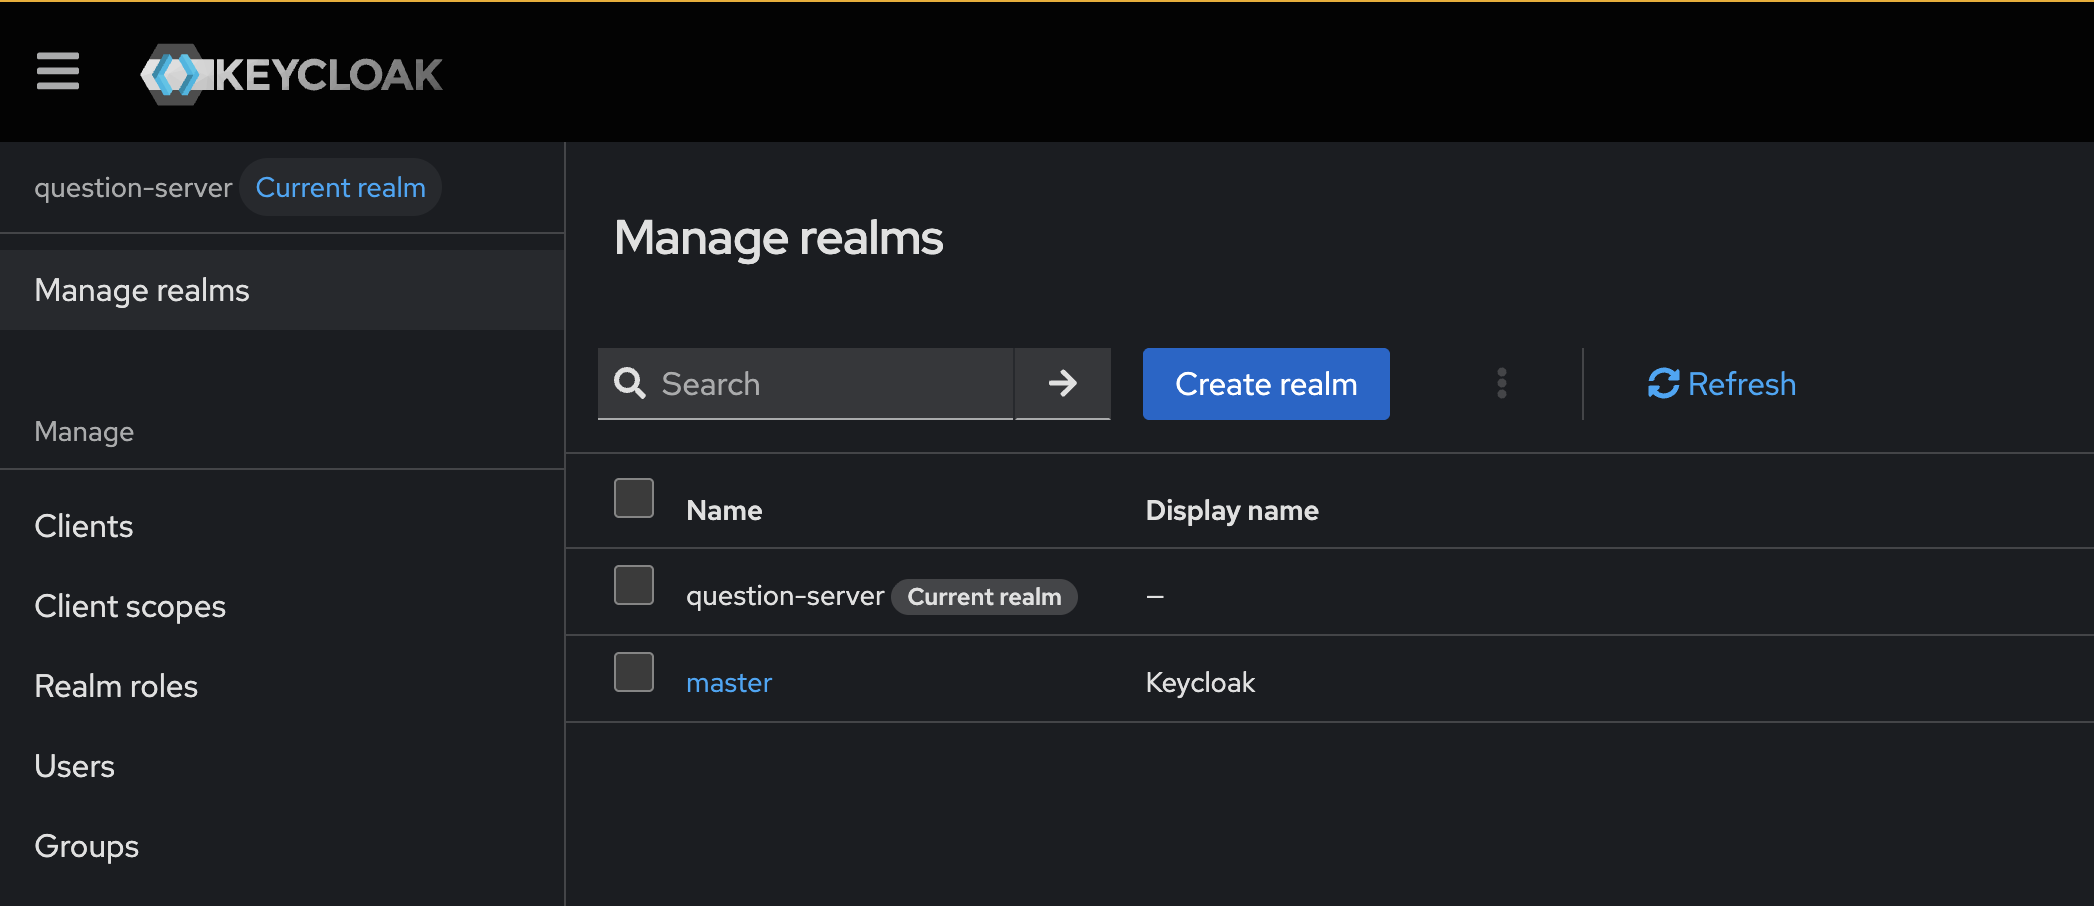 KEYCLOAK
question-server Current realm
Manage realms
Manage
Clients
Client scopes
Realm roles
Users
Groups
Manage realms
Search Create realm Refresh
Name Display name
question-server Current realm –
master Keycloak